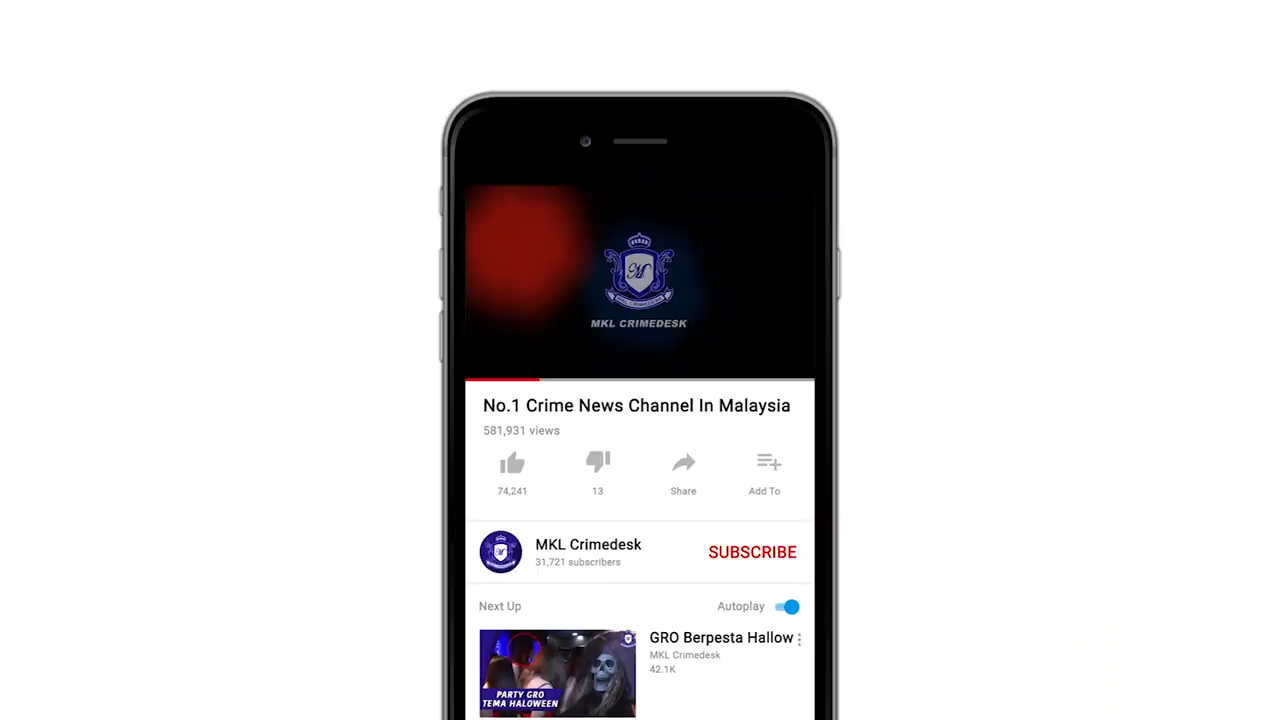 M
MKL CRIMEDESK
No.1 Crime News Channel In Malaysia
581,931 views
74,241
13
Share
Add To
MKL Crimedesk
31,721 subscribers
SUBSCRIBE
Next Up
Autoplay
GRO Berpesta Hallow
MKL Crimedesk
42.1K
PARTY GRO
TEMA HALOWEEN